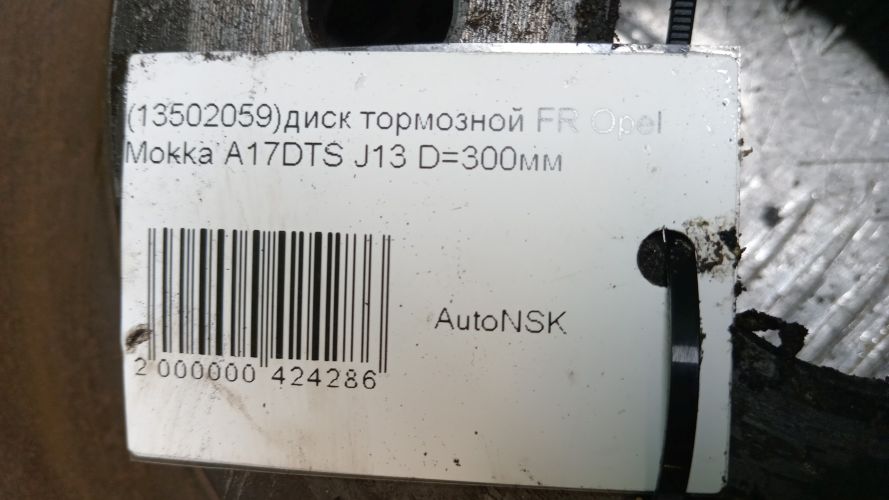 (13502059)диск тормозной FR Opel
Mokka A17DTS J13 D=300мм
AutoNSK
2 000000 424286